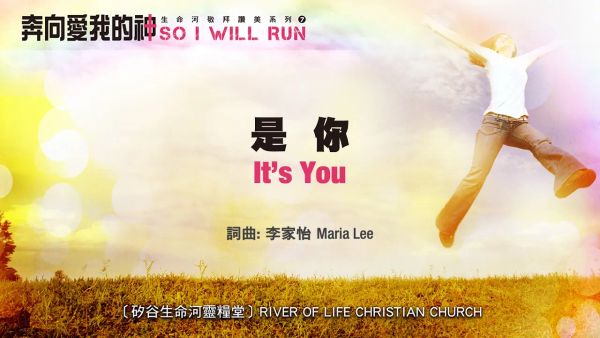 生命河敬拜讚美系列❼
奔向愛我的神 SO I WILL RUN
是你
It's You
詞曲: 李家怡 Maria Lee
〔矽谷生命河靈糧堂〕RIVER OF LIFE CHRISTIAN CHURCH